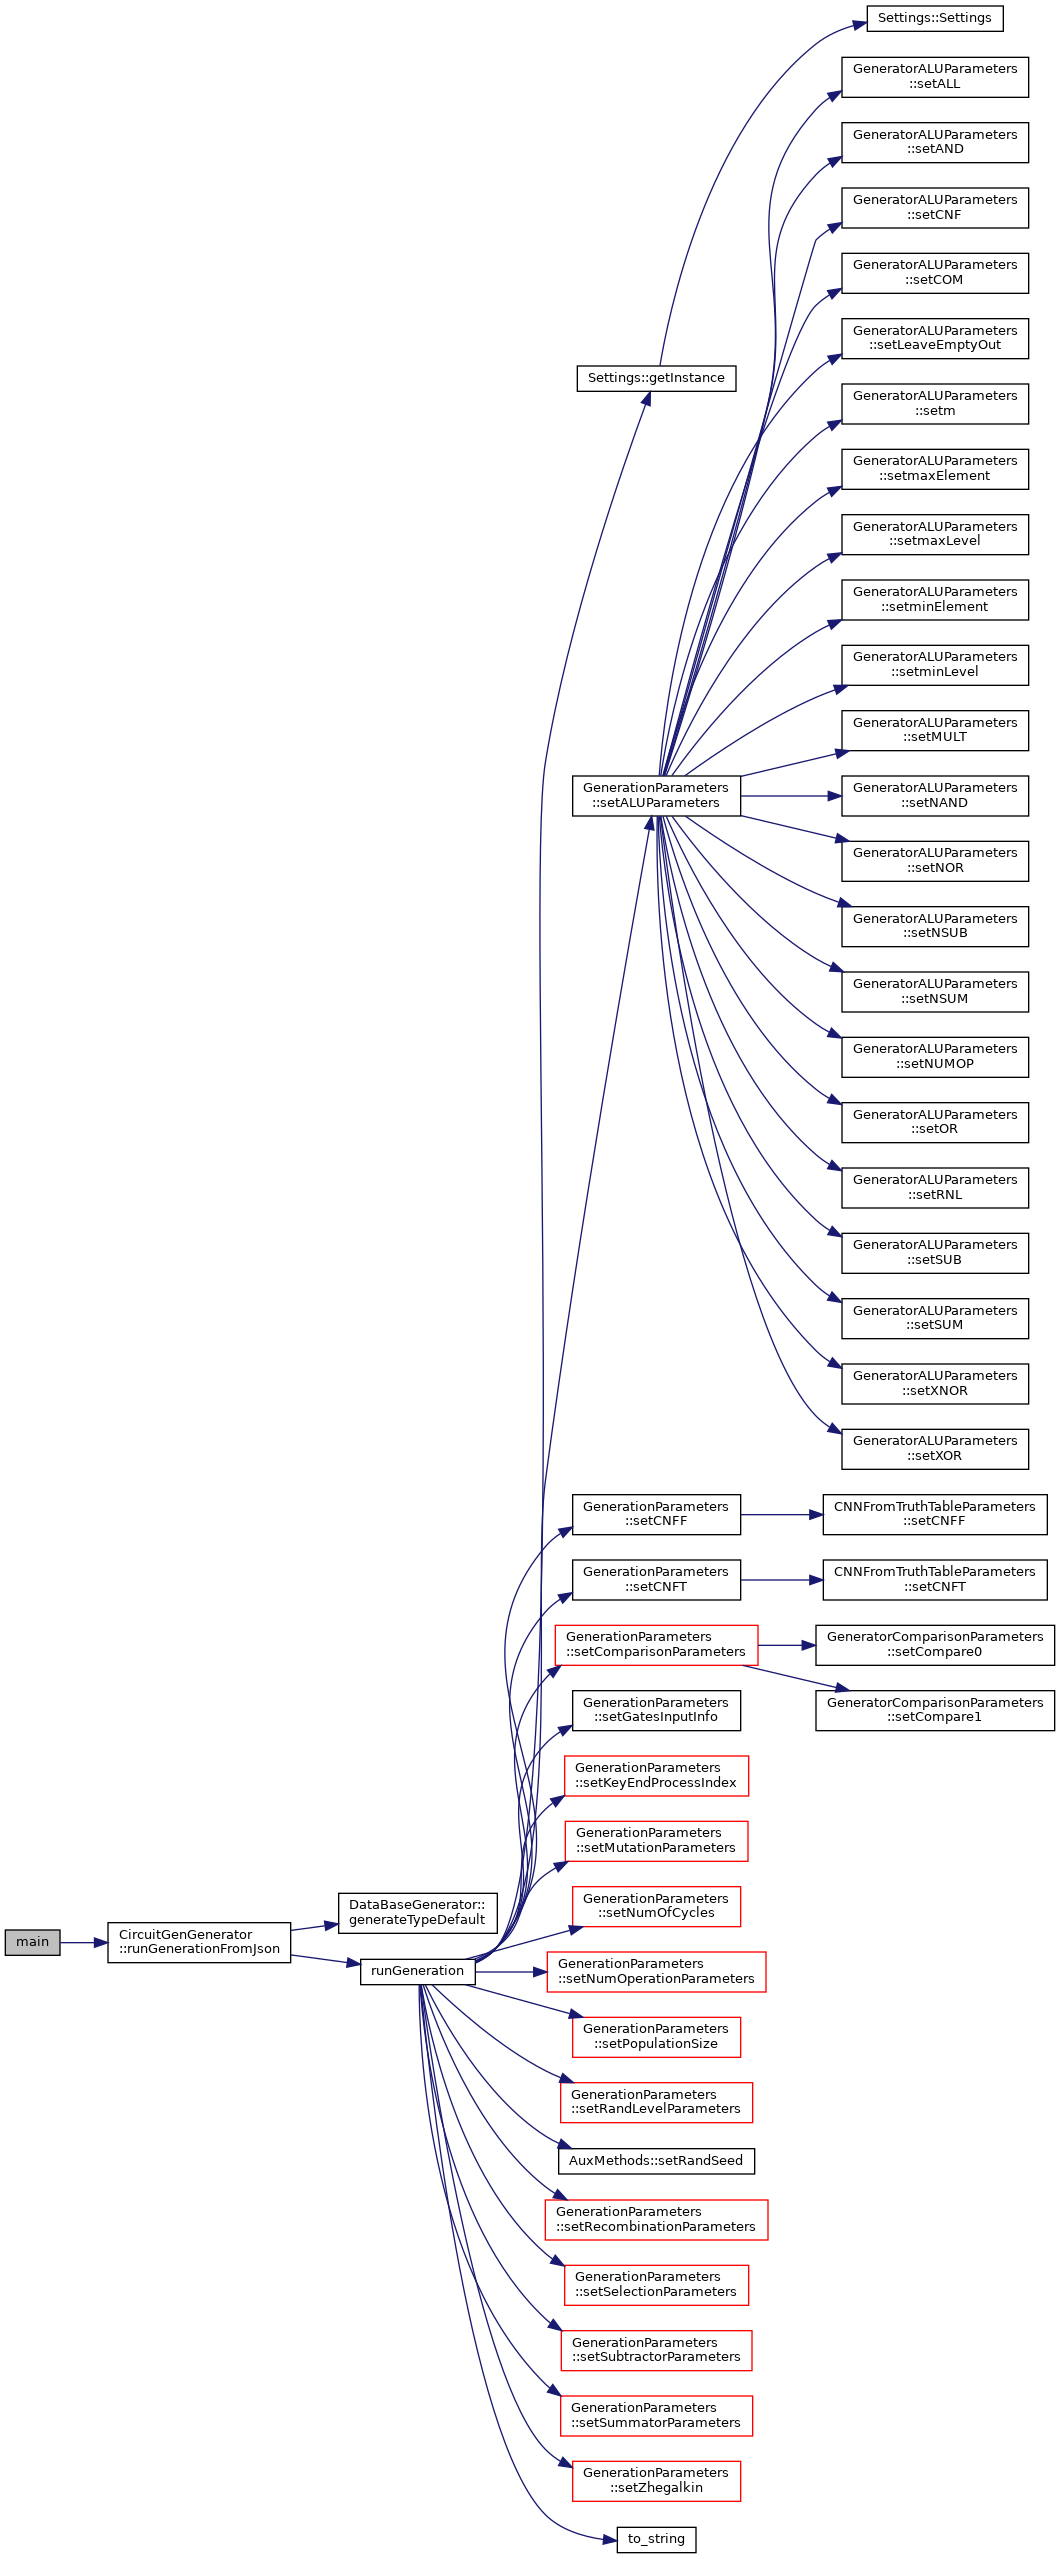 Settings::Settings
GeneratorALUParameters
::setALL
GeneratorALUParameters
::setAND
GeneratorALUParameters
::setCNF
GeneratorALUParameters
::setCOM
GeneratorALUParameters
::setLeaveEmptyOut
Settings::getInstance
GeneratorALUParameters
::setm
GeneratorALUParameters
::setmaxElement
GeneratorALUParameters
::setmaxLevel
GeneratorALUParameters
::setminElement
GeneratorALUParameters
::setminLevel
GeneratorALUParameters
::setMULT
GenerationParameters
::setALUParameters
GeneratorALUParameters
::setNAND
GeneratorALUParameters
::setNOR
GeneratorALUParameters
::setNSUB
GeneratorALUParameters
::setNSUM
GeneratorALUParameters
::setNUMOP
GeneratorALUParameters
::setOR
GeneratorALUParameters
::setRNL
GeneratorALUParameters
::setSUB
GeneratorALUParameters
::setSUM
GeneratorALUParameters
::setXNOR
GeneratorALUParameters
::setXOR
GenerationParameters
::setCNFF
CNNFromTruthTableParameters
::setCNFF
GenerationParameters
::setCNFT
CNNFromTruthTableParameters
::setCNFT
GenerationParameters
::setComparisonParameters
GeneratorComparisonParameters
::setCompare0
GenerationParameters
::setGatesInputInfo
GeneratorComparisonParameters
::setCompare1
GenerationParameters
::setKeyEndProcessIndex
GenerationParameters
::setMutationParameters
GenerationParameters
::setNumOfCycles
DataBaseGenerator::
generateTypeDefault
main
CircuitGenGenerator
::runGenerationFromJson
runGeneration
GenerationParameters
::setNumOperationParameters
GenerationParameters
::setPopulationSize
GenerationParameters
::setRandLevelParameters
AuxMethods::setRandSeed
GenerationParameters
::setRecombinationParameters
GenerationParameters
::setSelectionParameters
GenerationParameters
::setSubtractorParameters
GenerationParameters
::setSummatorParameters
GenerationParameters
::setZhegalkin
to_string